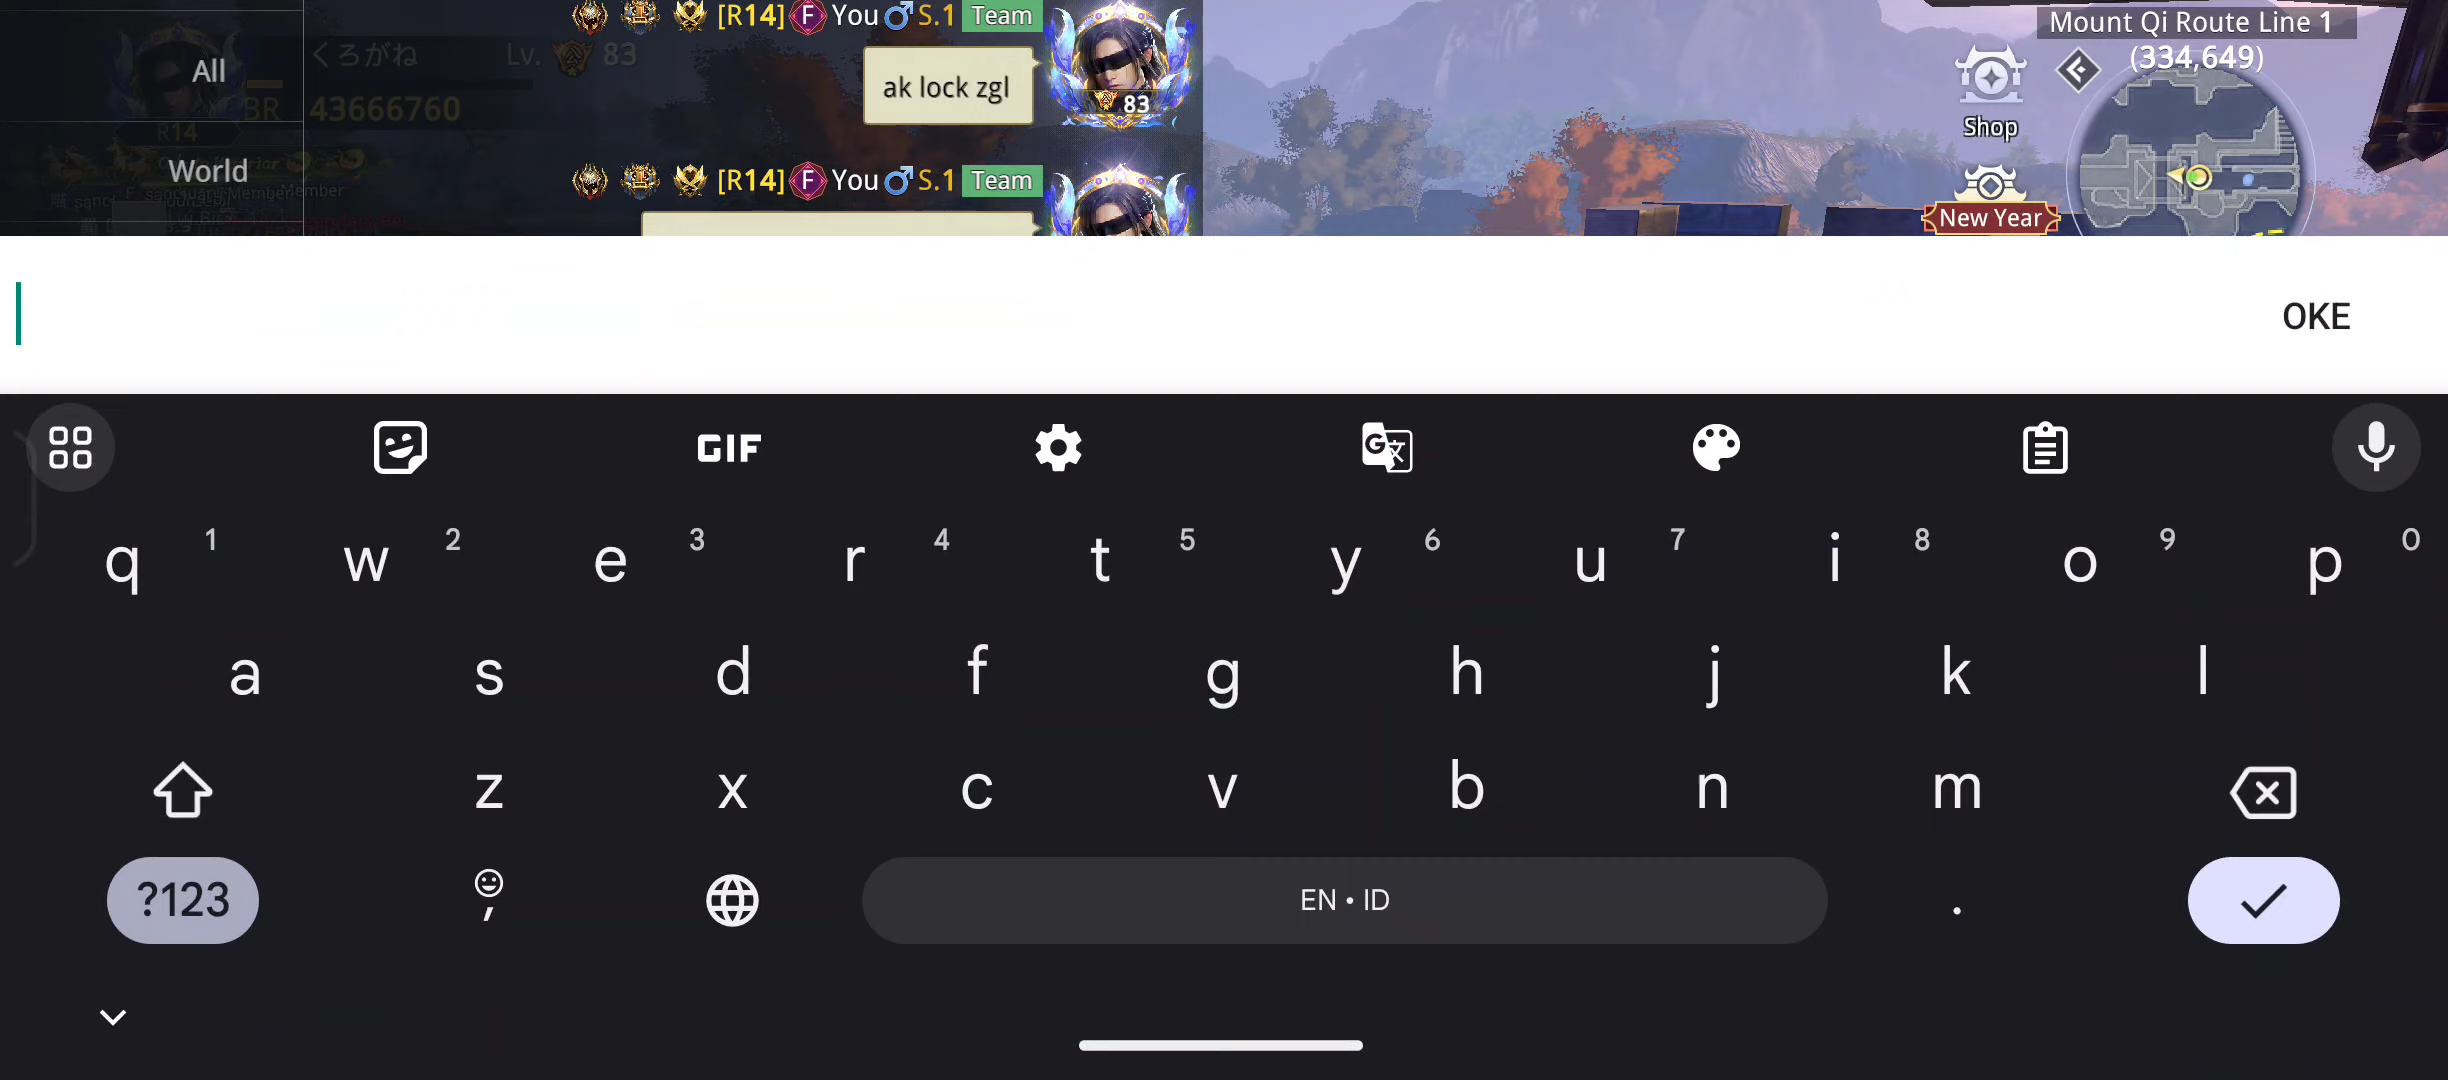 All
World
くろがね Lv. 83
BR 43666760
R14
[R14] F You S.1 Team
ak lock zgl
83
[R14] F You S.1 Team
Mount Qi Route Line 1
(334,649)
Shop
New Year
OKE
GIF
q 1 w 2 e 3 r 4 t 5 y 6 u 7 i 8 o 9 p 0
a s d f g h j k l
z x c v b n m
?123 , EN • ID .